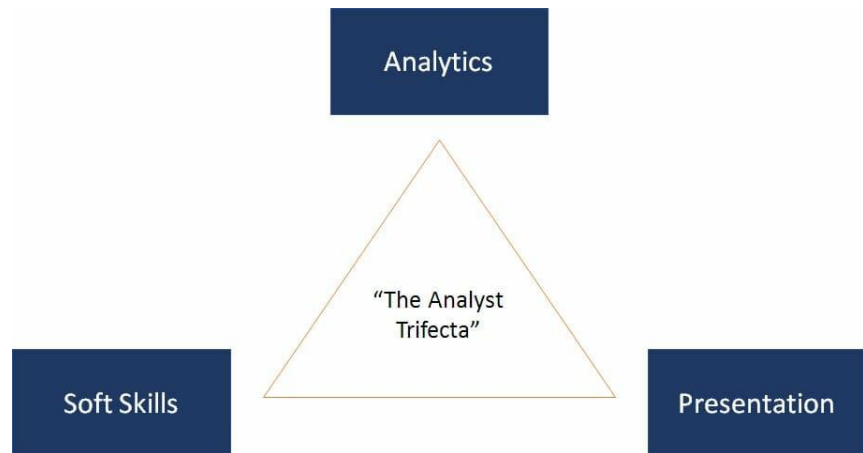 Analytics
“The Analyst
Trifecta”
Soft Skills
Presentation